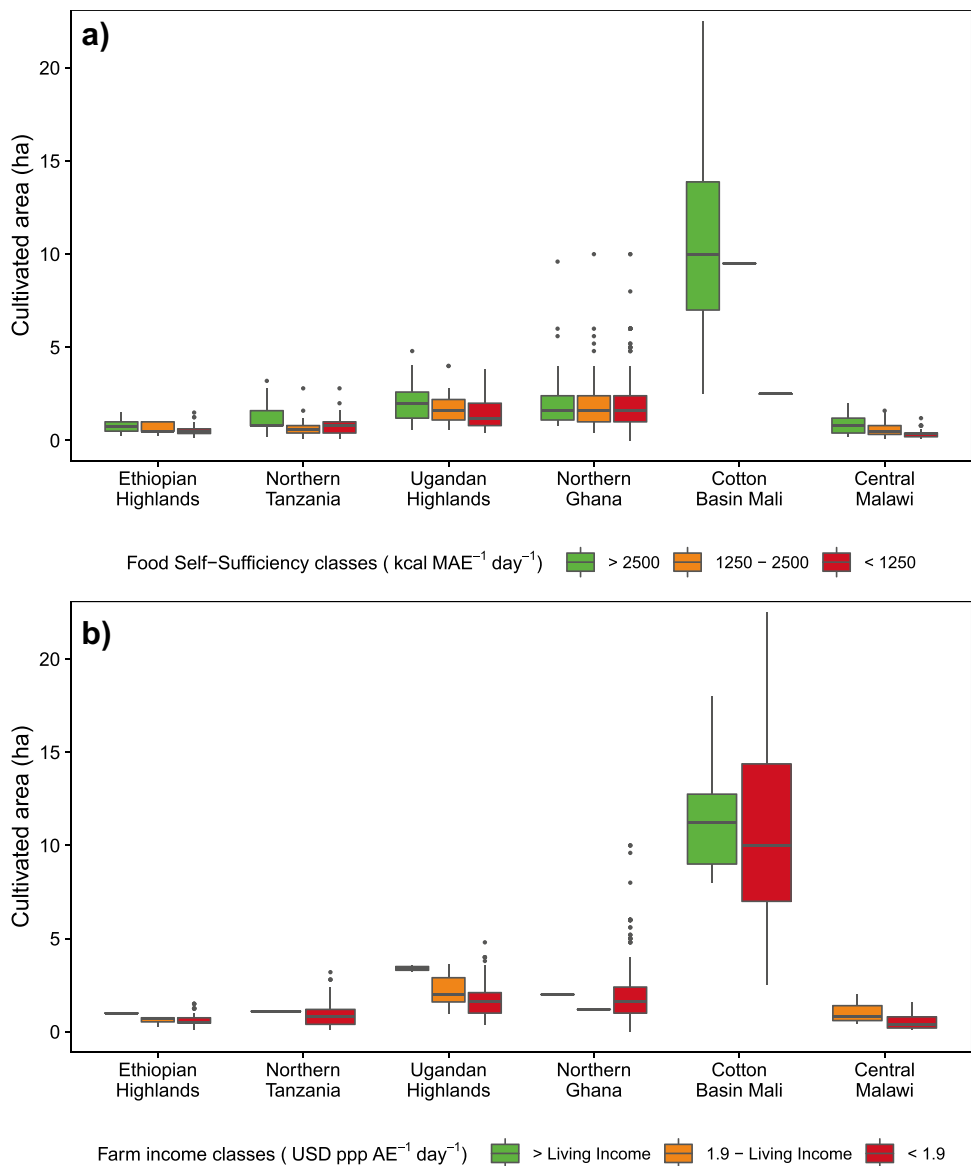 a)
Cultivated area (ha)
20
15
10
5
0
Ethiopian Highlands
Northern Tanzania
Ugandan Highlands
Northern Ghana
Cotton Basin Mali
Central Malawi
Food Self−Sufficiency classes ( kcal MAE⁻¹ day⁻¹) > 2500 1250 − 2500 < 1250
b)
Cultivated area (ha)
20
15
10
5
0
Ethiopian Highlands
Northern Tanzania
Ugandan Highlands
Northern Ghana
Cotton Basin Mali
Central Malawi
Farm income classes ( USD ppp AE⁻¹ day⁻¹) > Living Income 1.9 − Living Income < 1.9